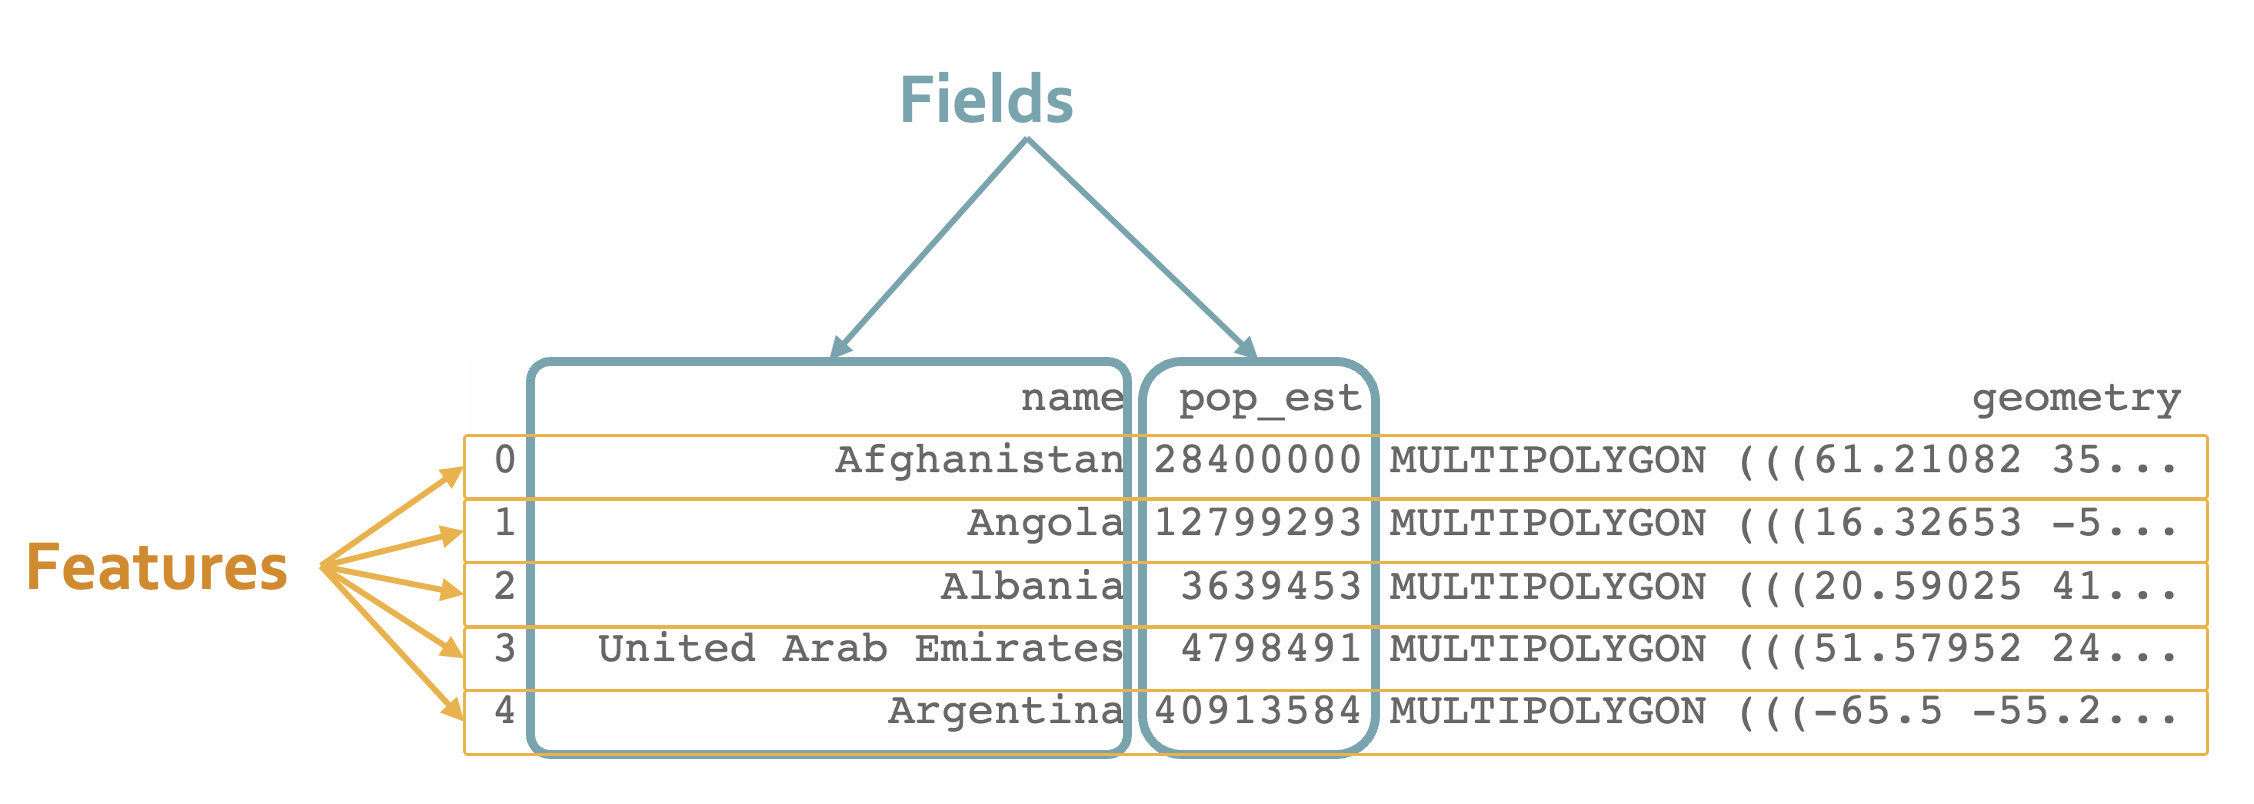 Fields
name pop_est geometry
0 Afghanistan 28400000 MULTIPOLYGON (((61.21082 35...
1 Angola 12799293 MULTIPOLYGON (((16.32653 -5...
Features
2 Albania 3639453 MULTIPOLYGON (((20.59025 41...
3 United Arab Emirates 4798491 MULTIPOLYGON (((51.57952 24...
4 Argentina 40913584 MULTIPOLYGON (((-65.5 -55.2...